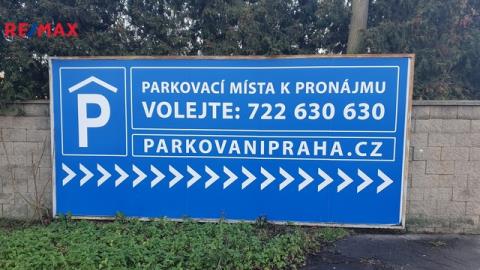 RE/MAX
P
PARKOVACÍ MÍSTA K PRONÁJMU
VOLEJTE: 722 630 630
PARKOVANIPRAHA.CZ